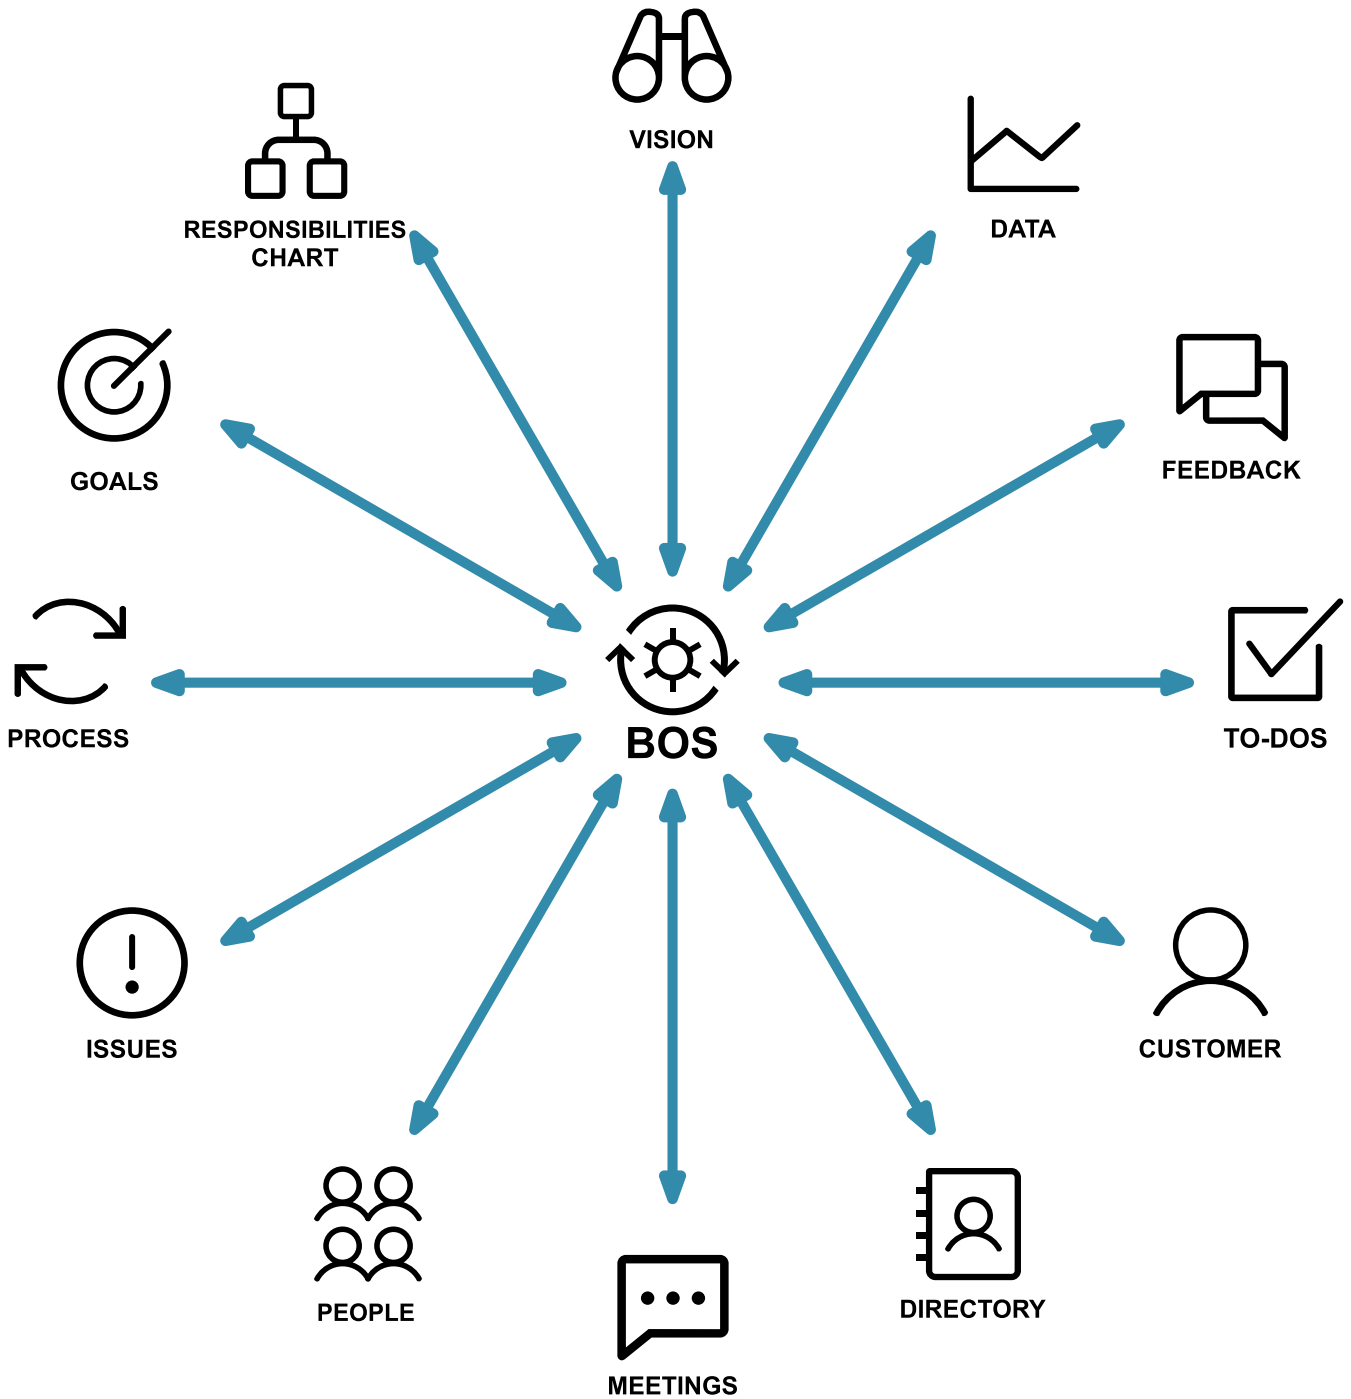 VISION
RESPONSIBILITIES
CHART
DATA
GOALS
FEEDBACK
PROCESS
BOS
TO-DOS
ISSUES
CUSTOMER
PEOPLE
DIRECTORY
MEETINGS